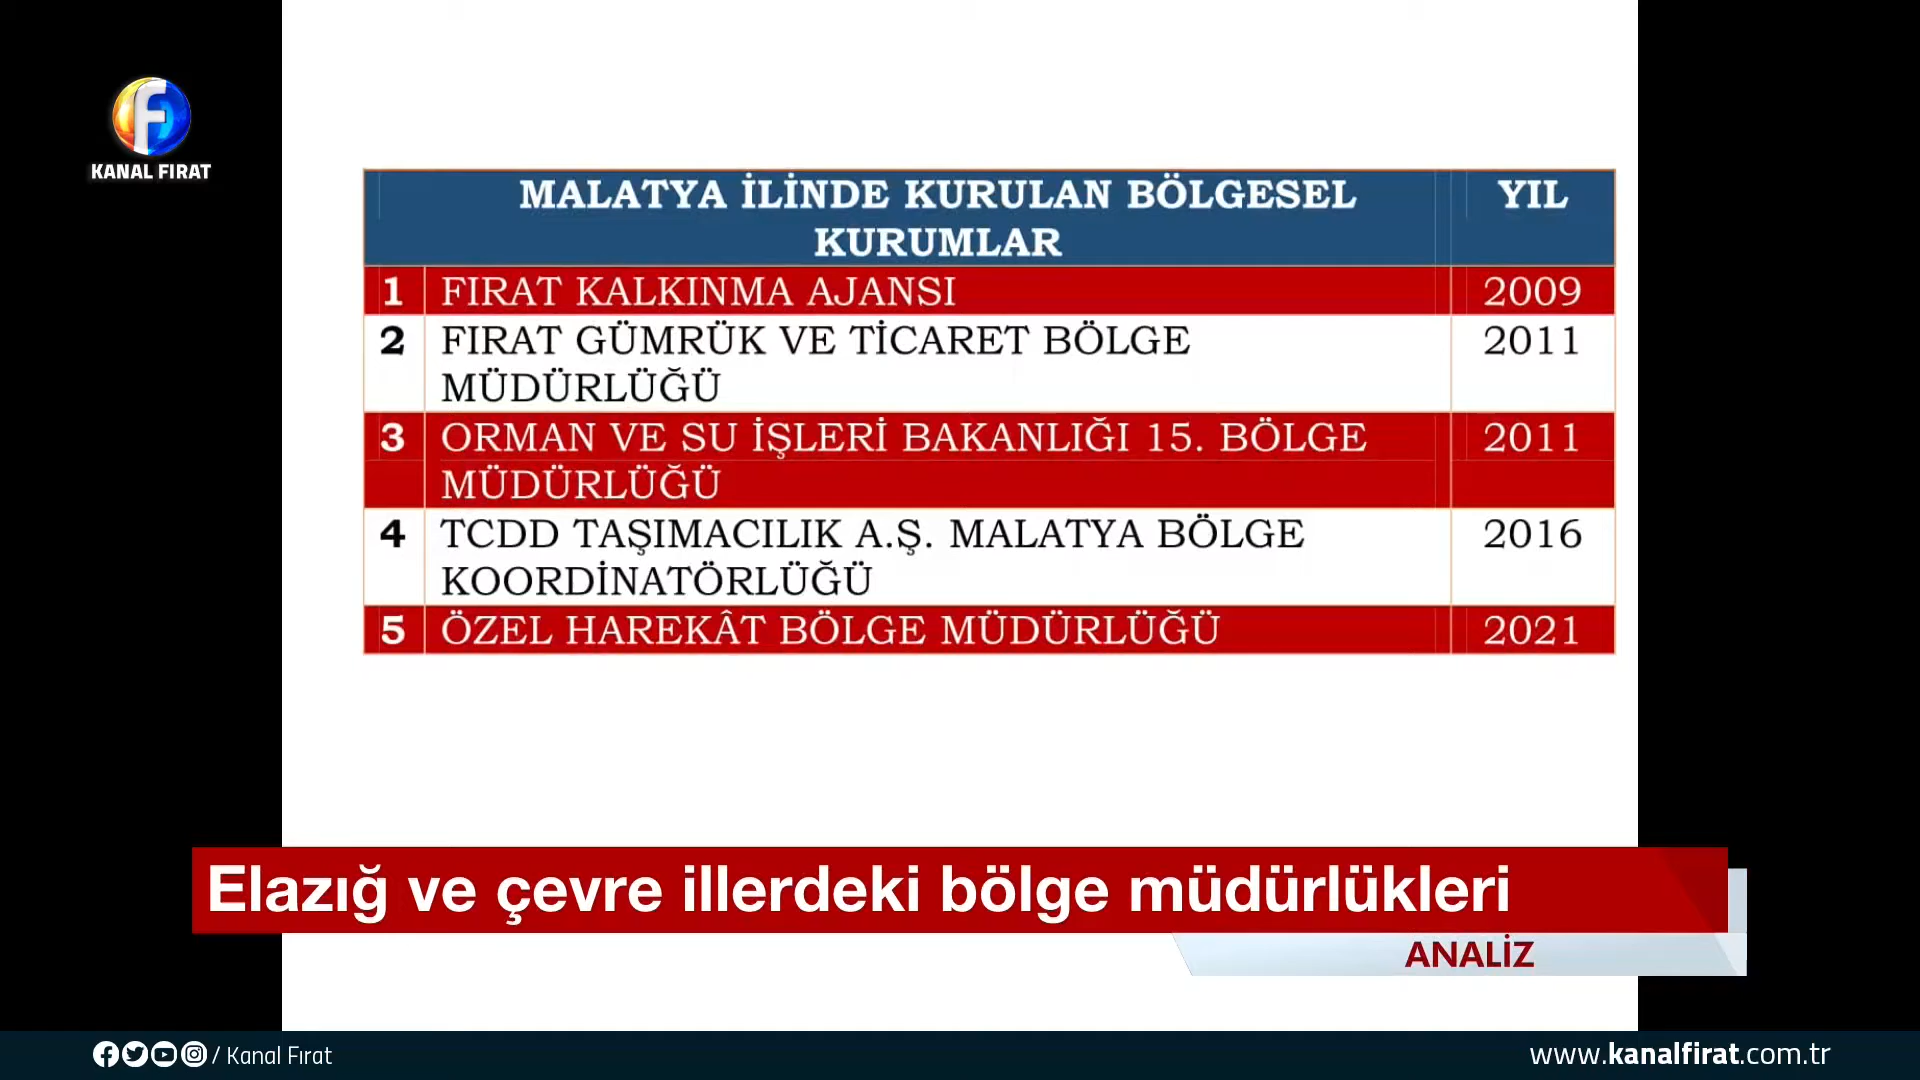 F
KANAL FIRAT
MALATYA İLİNDE KURULAN BÖLGESEL
KURUMLAR
YIL
1 FIRAT KALKINMA AJANSI 2009
2 FIRAT GÜMRÜK VE TİCARET BÖLGE 2011
MÜDÜRLÜĞÜ
3 ORMAN VE SU İŞLERİ BAKANLIĞI 15. BÖLGE 2011
MÜDÜRLÜĞÜ
4 TCDD TAŞIMACILIK A.Ş. MALATYA BÖLGE 2016
KOORDİNATÖRLÜĞÜ
5 ÖZEL HAREKÂT BÖLGE MÜDÜRLÜĞÜ 2021
Elazığ ve çevre illerdeki bölge müdürlükleri
ANALİZ
/ Kanal Fırat
www.kanalfirat.com.tr